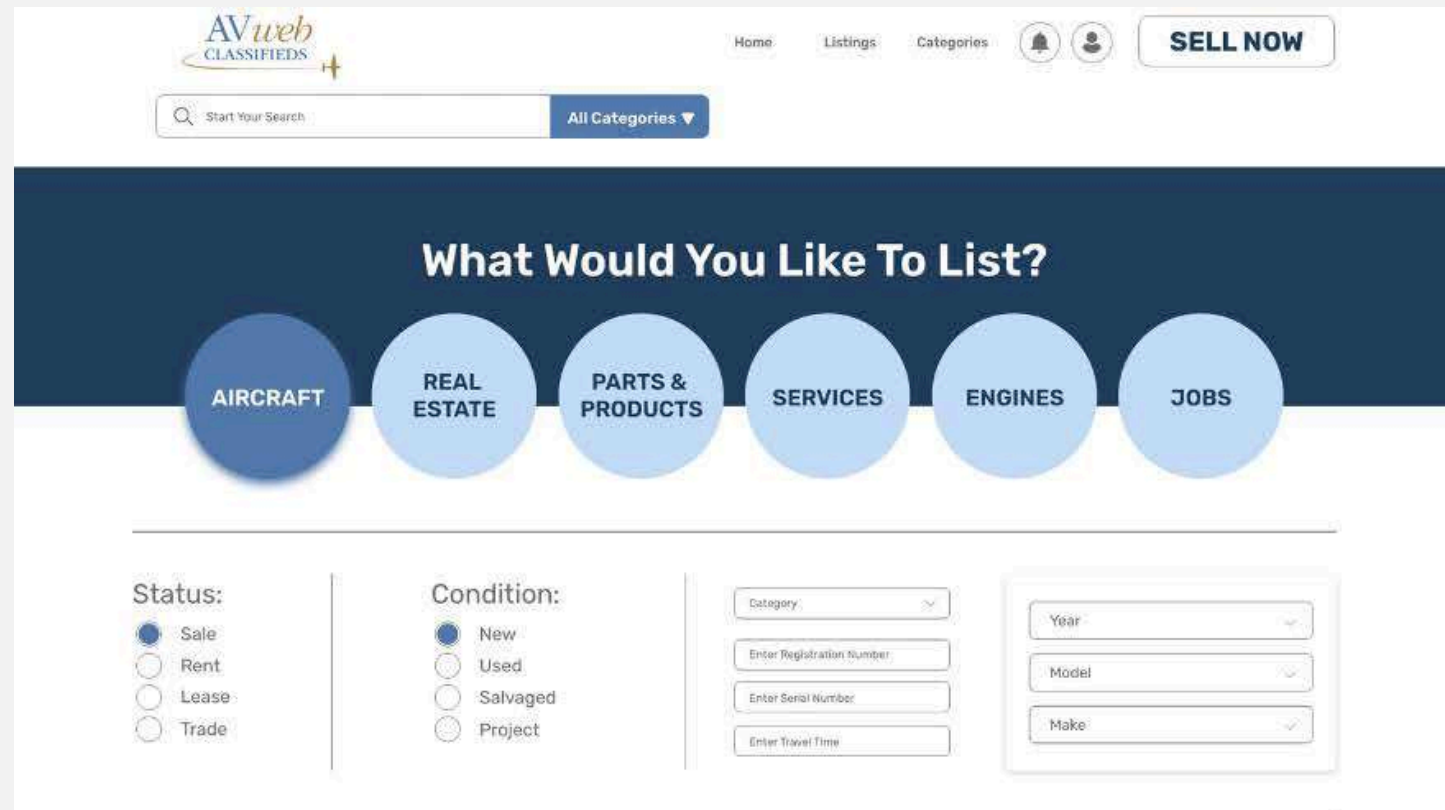 AVweb
CLASSIFIEDS
Home Listings Categories
SELL NOW
Start Your Search
All Categories ▼
What Would You Like To List?
AIRCRAFT
REAL
ESTATE
PARTS &
PRODUCTS
SERVICES
ENGINES
JOBS
Status:
Sale
Rent
Lease
Trade
Condition:
New
Used
Salvaged
Project
Category
Enter Registration Number
Enter Serial Number
Enter Travel Time
Year
Model
Make